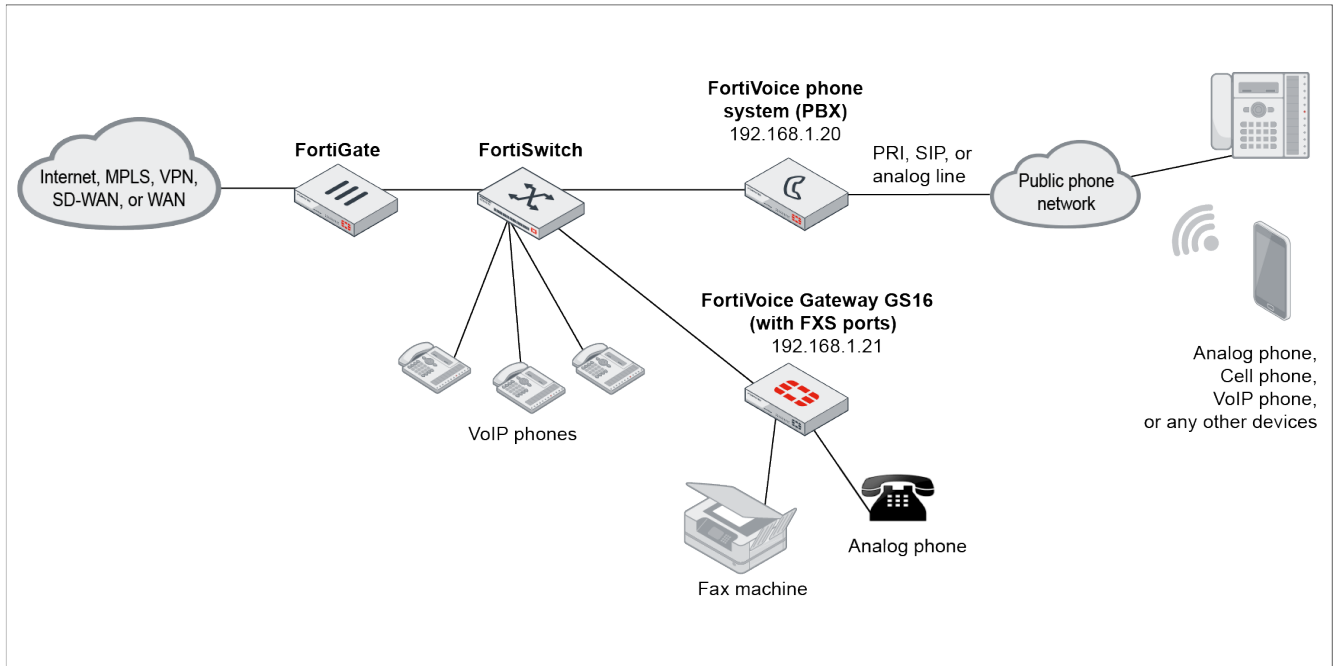 FortiVoice phone
system (PBX)
192.168.1.20
FortiGate
FortiSwitch
PRI, SIP, or
analog line
Internet, MPLS, VPN,
SD-WAN, or WAN
Public phone
network
FortiVoice Gateway GS16
(with FXS ports)
192.168.1.21
Analog phone,
Cell phone,
VoIP phone,
or any other devices
VoIP phones
Analog phone
Fax machine